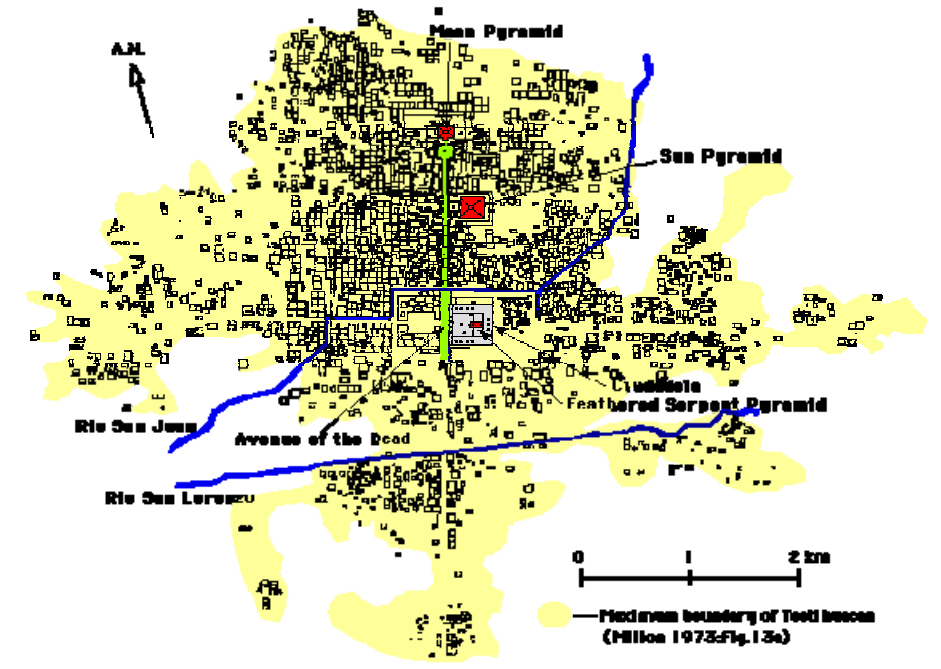 Moon Pyramid
A.N.
Sun Pyramid
Ciudadela
Feathered Serpent Pyramid
Rio San Juan
Avenue of the Dead
Rio San Lorenzo
0 1 2 km
Maximum boundary of Teotihuacan
(Millon 1973:Fig.13a)